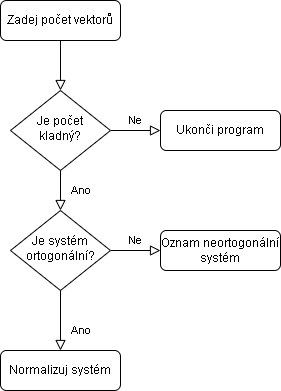 Zadej počet vektorů
Je počet
kladný?
Ne
Ukonči program
Ano
Je systém
ortogonální?
Ne
Oznam neortogonální
systém
Ano
Normalizuj systém